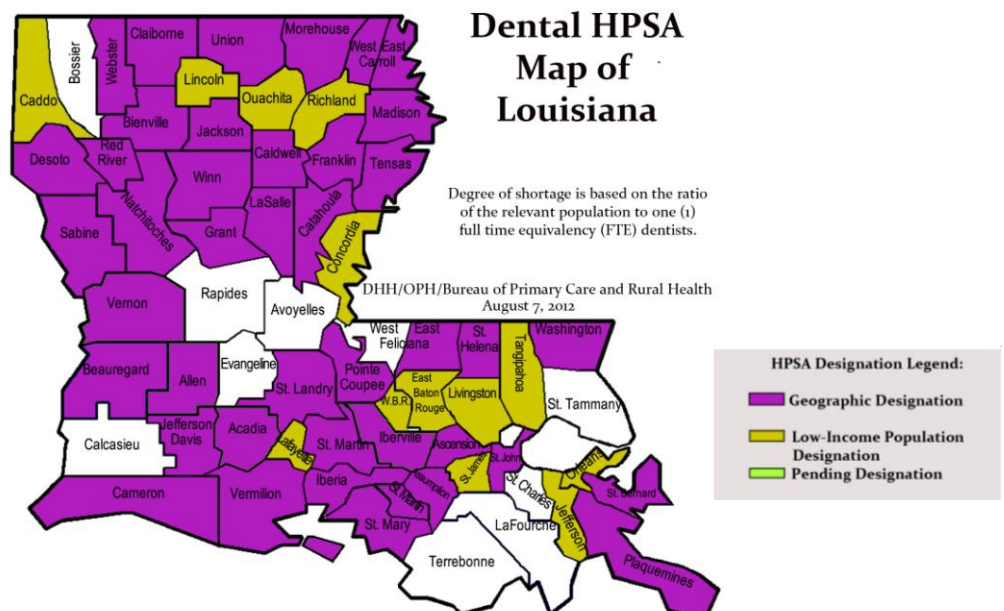 Dental HPSA
Map of
Louisiana
Degree of shortage is based on the ratio
of the relevant population to one (1)
full time equivalency (FTE) dentists.
DHH/OPH/Bureau of Primary Care and Rural Health
August 7, 2012
HPSA Designation Legend:
Geographic Designation
Low-Income Population
Designation
Pending Designation
Caddo
Bossier
Webster
Claiborne
Union
Morehouse
West
East
Carroll
Lincoln
Ouachita
Richland
Madison
Bienville
Jackson
Desoto
Red
River
Caldwell
Franklin
Tensas
Winn
Natchitoches
LaSalle
Catahoula
Sabine
Grant
Concordia
Rapides
Avoyelles
Vernon
West
Feliciana
East
Feliciana
St.
Helena
Tangipahoa
Washington
Beauregard
Allen
Evangeline
St. Landry
Pointe
Coupee
W.B.R.
East
Baton
Rouge
Livingston
St. Tammany
Calcasieu
Jefferson
Davis
Acadia
Lafayette
St. Martin
Iberville
Ascension
St. James
St. John
Orleans
Cameron
Vermilion
Iberia
St. Martin
Assumption
St. Charles
Jefferson
St. Bernard
St. Mary
LaFourche
Terrebonne
Plaquemines